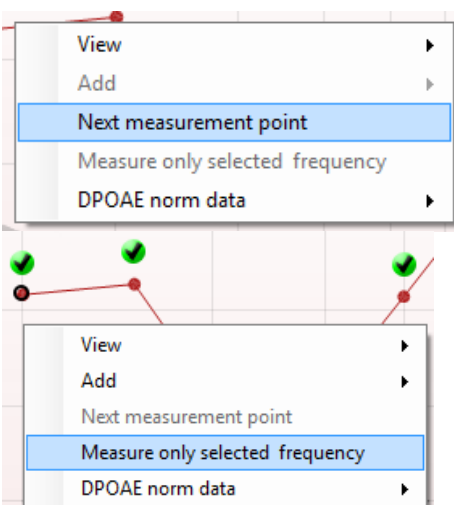 View
Add
Next measurement point
Measure only selected frequency
DPOAE norm data
View
Add
Next measurement point
Measure only selected frequency
DPOAE norm data